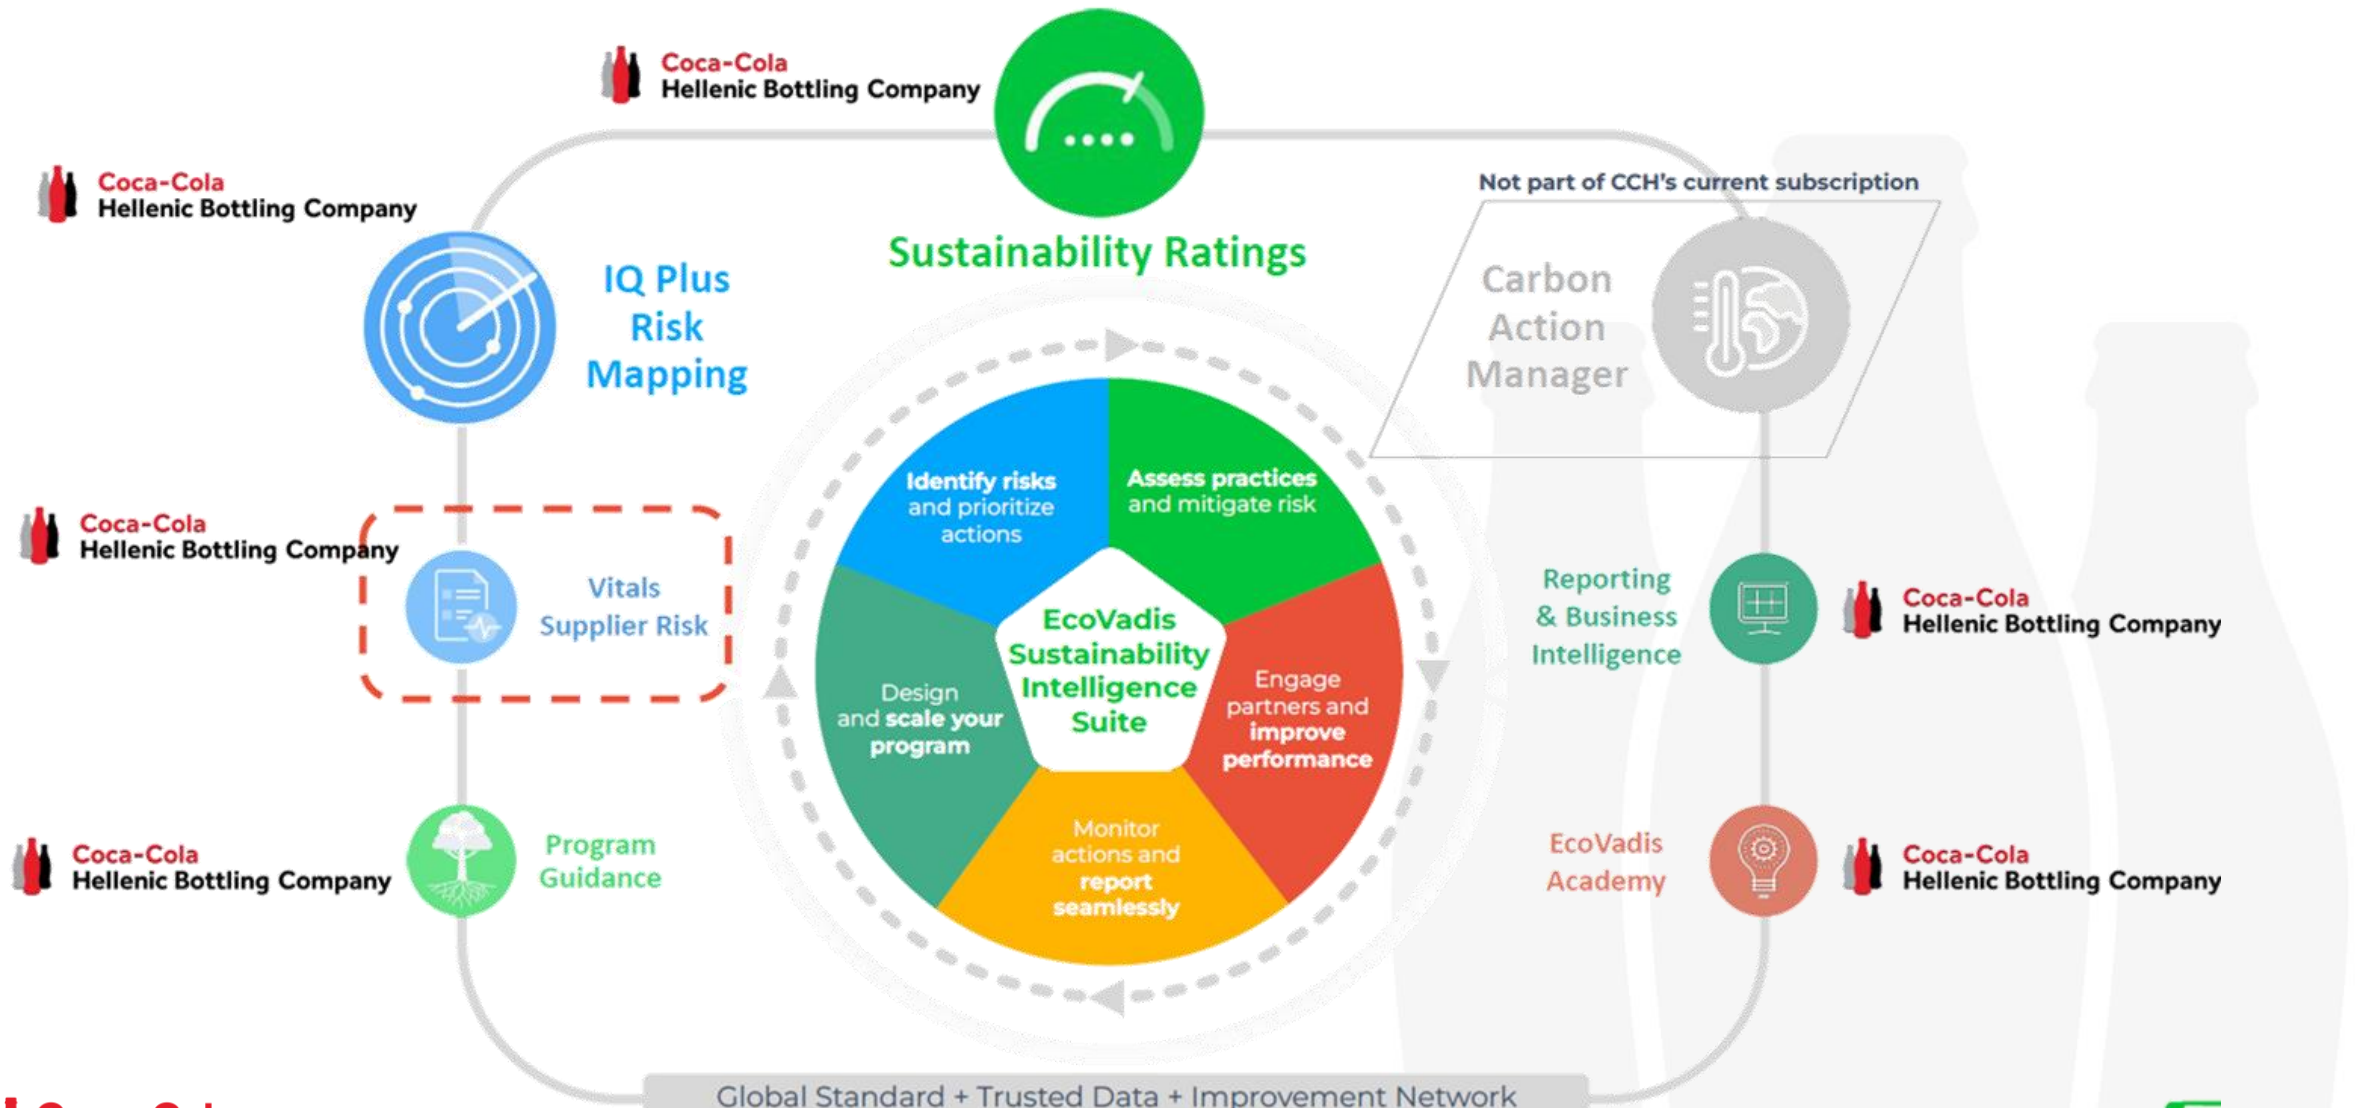 Coca-Cola
Hellenic Bottling Company
Coca-Cola
Hellenic Bottling Company
Not part of CCH's current subscription
Sustainability Ratings
IQ Plus
Risk
Mapping
Carbon
Action
Manager
Identify risks
and prioritize
actions
Assess practices
and mitigate risk
Coca-Cola
Hellenic Bottling Company
Vitals
Supplier Risk
EcoVadis
Sustainability
Intelligence
Suite
Reporting
& Business
Intelligence
Coca-Cola
Hellenic Bottling Company
Design
and scale your
program
Engage
partners and
improve
performance
Monitor
actions and
report
seamlessly
Coca-Cola
Hellenic Bottling Company
Program
Guidance
EcoVadis
Academy
Coca-Cola
Hellenic Bottling Company
Global Standard + Trusted Data + Improvement Network